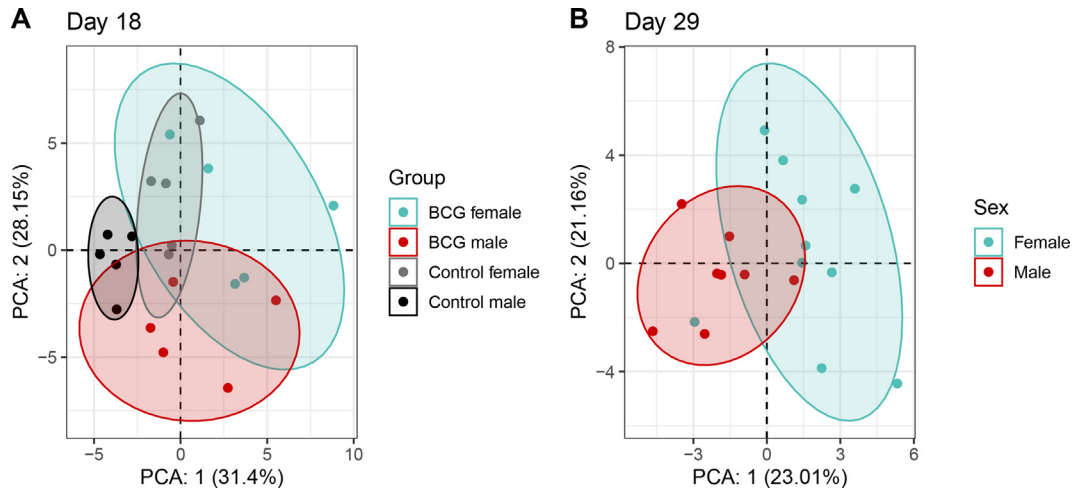 A Day 18
5
0
−5
PCA: 2 (28.15%)
−5 0 5 10
PCA: 1 (31.4%)
Group
BCG female
BCG male
Control female
Control male
B Day 29
8
4
0
−4
PCA: 2 (21.16%)
−3 0 3 6
PCA: 1 (23.01%)
Sex
Female
Male